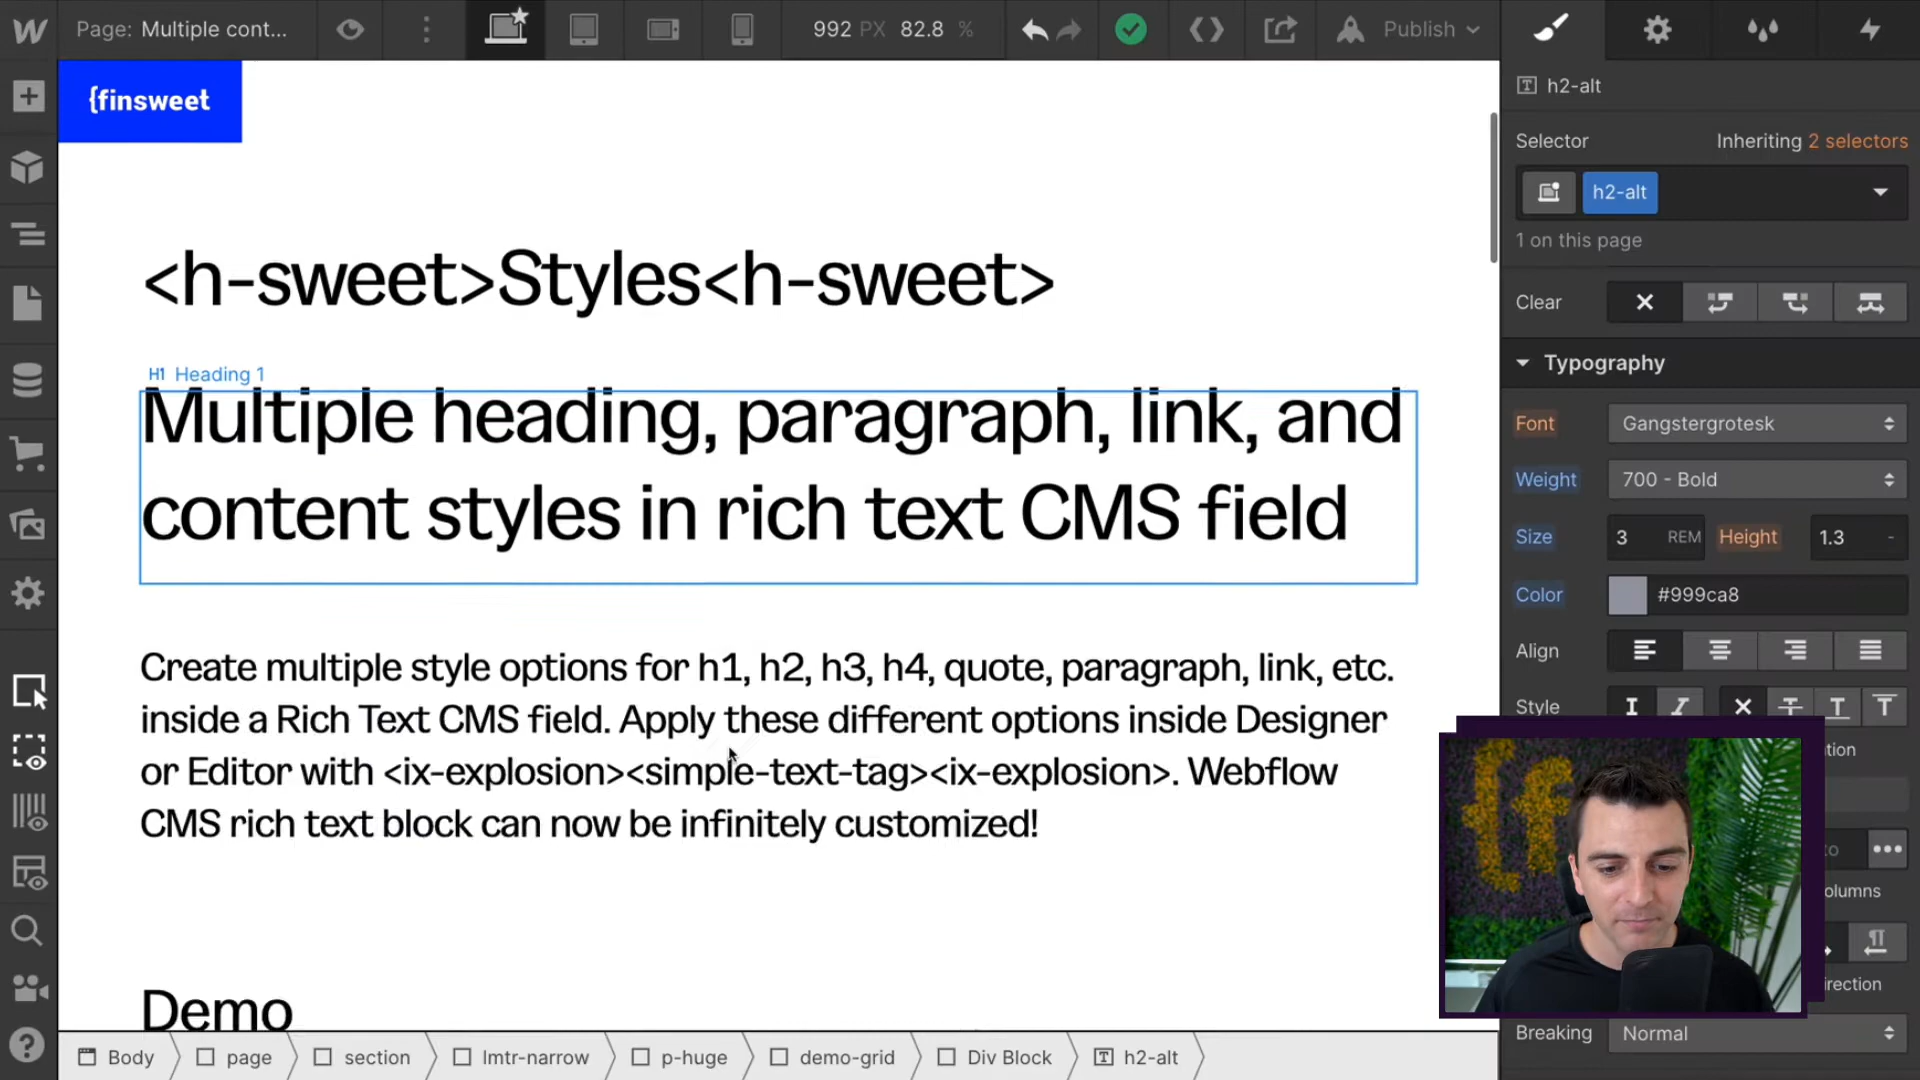 Page: Multiple cont...
992 PX 82.8 %
Publish
{finsweet
<h-sweet>Styles<h-sweet>
H1 Heading 1
Multiple heading, paragraph, link, and
content styles in rich text CMS field
Create multiple style options for h1, h2, h3, h4, quote, paragraph, link, etc.
inside a Rich Text CMS field. Apply these different options inside Designer
or Editor with <ix-explosion><simple-text-tag><ix-explosion>. Webflow
CMS rich text block can now be infinitely customized!
Demo
Body
page
section
lmtr-narrow
p-huge
demo-grid
Div Block
h2-alt
h2-alt
Selector Inheriting 2 selectors
h2-alt
1 on this page
Clear
Typography
Font Gangstergrotesk
Weight 700 - Bold
Size 3 REM Height 1.3 -
Color #999ca8
Align
Style
Breaking Normal